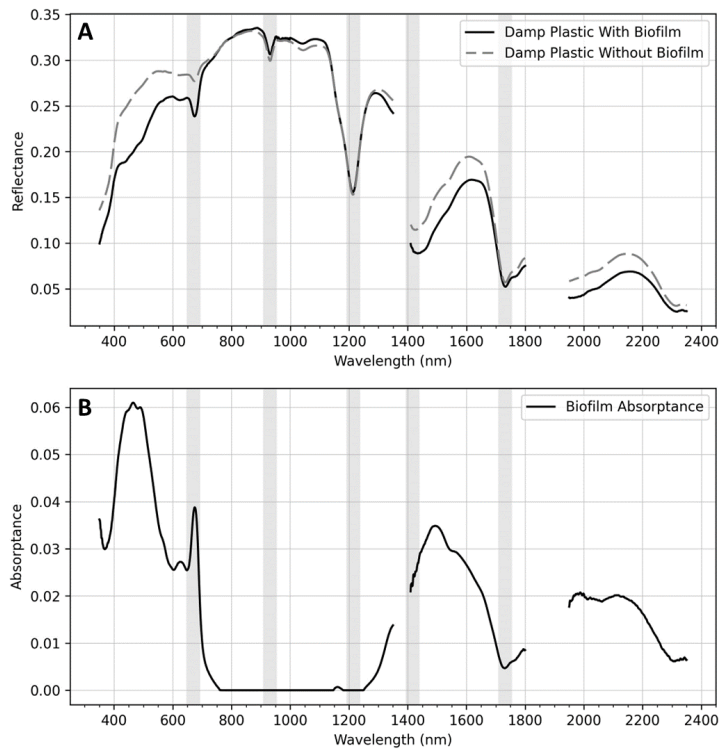 A
Damp Plastic With Biofilm
Damp Plastic Without Biofilm
0.35
0.30
0.25
0.20
0.15
0.10
0.05
Reflectance
400 600 800 1000 1200 1400 1600 1800 2000 2200 2400
Wavelength (nm)
B
Biofilm Absorptance
0.06
0.05
0.04
0.03
0.02
0.01
0.00
Absorptance
400 600 800 1000 1200 1400 1600 1800 2000 2200 2400
Wavelength (nm)